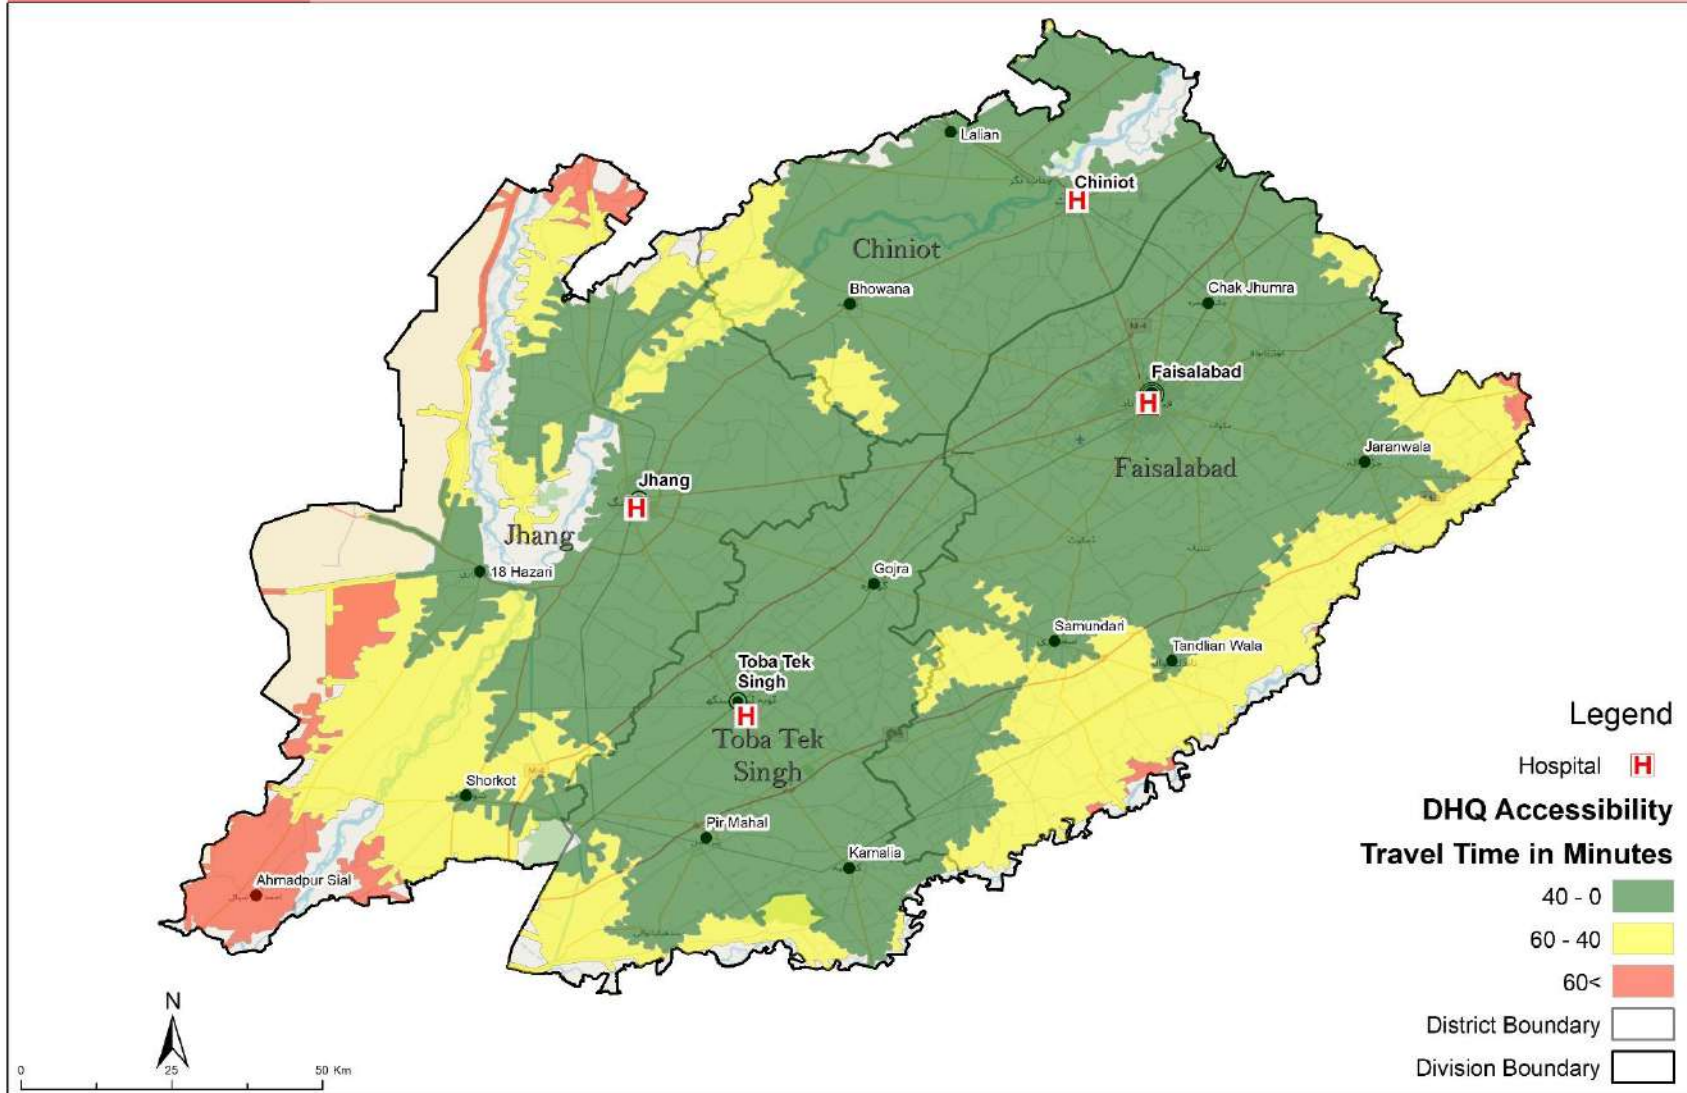 Lalian
Chiniot
H
Chiniot
Bhowana
Chak Jhumra
M-4
Faisalabad
H
Jaranwala
Faisalabad
Jhang
H
Jhang
18 Hazari
Gojra
Samundari
Tandlian Wala
Toba Tek
Singh
H
Toba Tek
Singh
Shorkot
Pir Mahal
Kamalia
Ahmadpur Sial
Legend
Hospital H
DHQ Accessibility
Travel Time in Minutes
40 - 0
60 - 40
60<
District Boundary
Division Boundary
N
0 25 50 Km